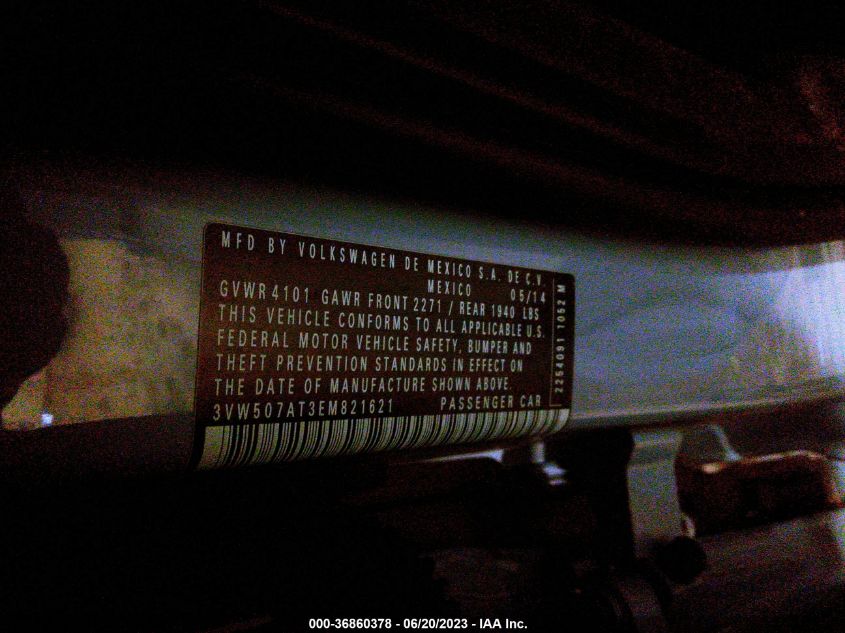 MFD BY VOLKSWAGEN DE MEXICO S.A. DE C.V.
MEXICO 05/14
GVWR 4101 GAWR FRONT 2271 / REAR 1940 LBS
THIS VEHICLE CONFORMS TO ALL APPLICABLE U.S.
FEDERAL MOTOR VEHICLE SAFETY, BUMPER AND
THEFT PREVENTION STANDARDS IN EFFECT ON
THE DATE OF MANUFACTURE SHOWN ABOVE.
3VW507AT3EM821621 PASSENGER CAR
2264091 1052 M
000-36860378 - 06/20/2023 - IAA Inc.